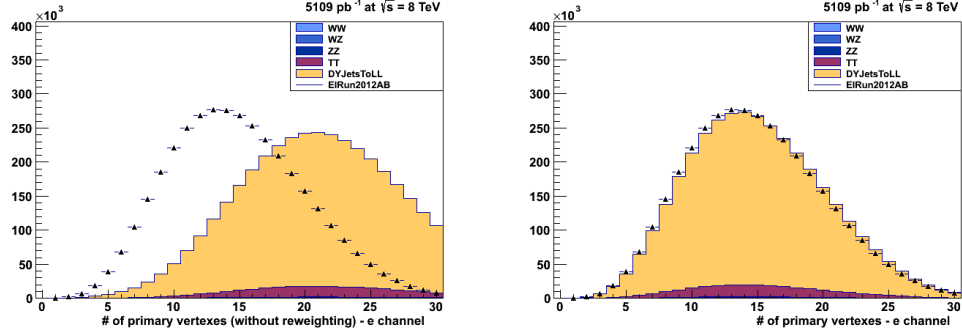 5109 pb⁻¹ at √s = 8 TeV
×10³
400
350
300
250
200
150
100
50
0
WW
WZ
ZZ
TT
DYJetsToLL
ElRun2012AB
0 5 10 15 20 25 30
# of primary vertexes (without reweighting) - e channel
5109 pb⁻¹ at √s = 8 TeV
×10³
400
350
300
250
200
150
100
50
0
WW
WZ
ZZ
TT
DYJetsToLL
ElRun2012AB
0 5 10 15 20 25 30
# of primary vertexes - e channel